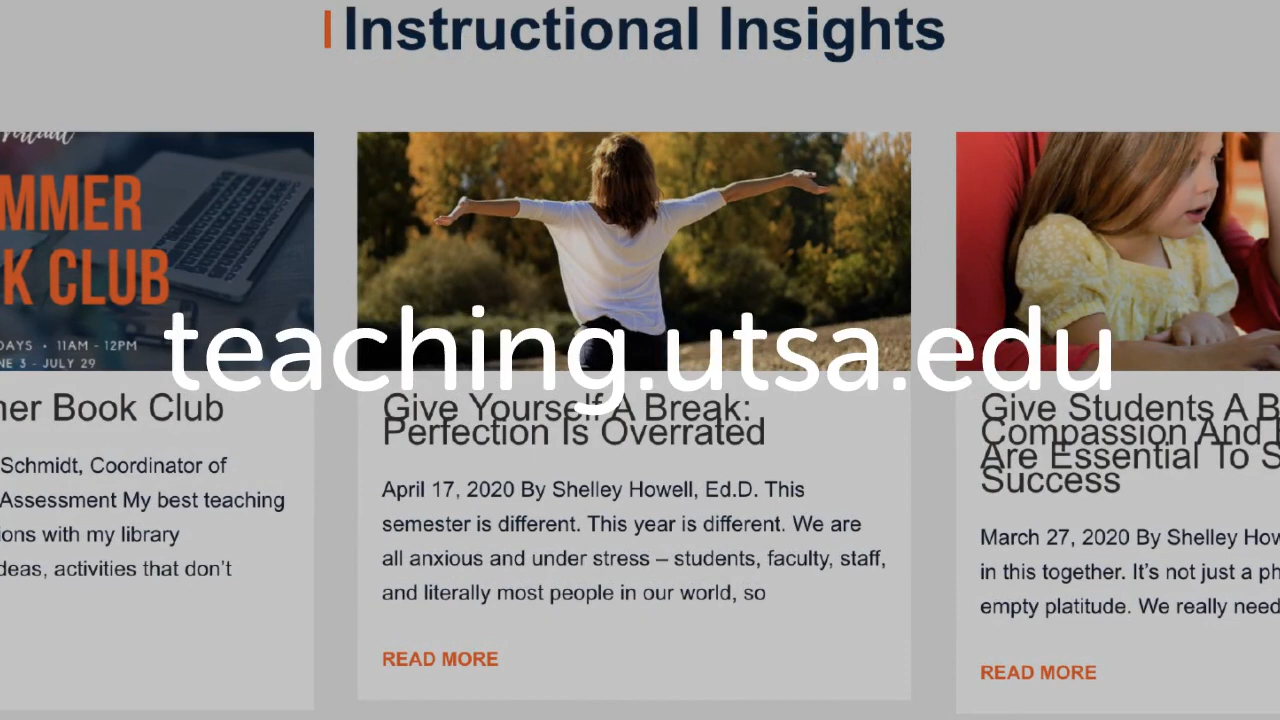 Instructional Insights
MMER
K CLUB
DAYS • 11AM - 12PM
NE 3 - JULY 29
teaching.utsa.edu
ner Book Club
Schmidt, Coordinator of
Assessment My best teaching
ions with my library
deas, activities that don't
Give Yourself A Break:
Perfection Is Overrated
April 17, 2020 By Shelley Howell, Ed.D. This
semester is different. This year is different. We are
all anxious and under stress – students, faculty, staff,
and literally most people in our world, so
READ MORE
Give Students A B
Compassion And
Are Essential To S
Success
March 27, 2020 By Shelley How
in this together. It's not just a ph
empty platitude. We really need
READ MORE